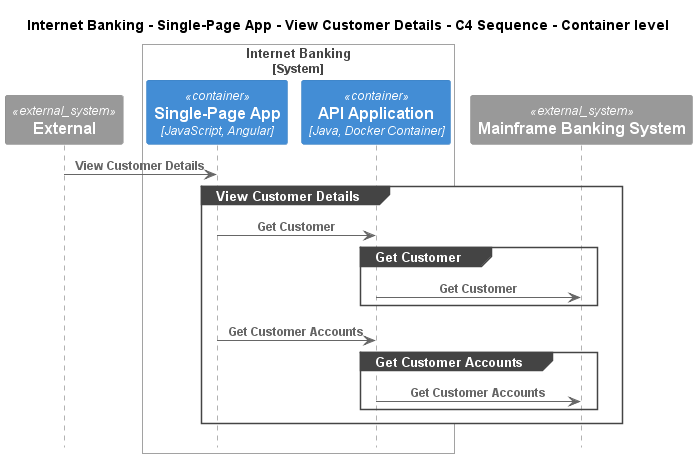 Internet Banking - Single-Page App - View Customer Details - C4 Sequence - Container level
Internet Banking
[System]
«external_system»
External
«container»
Single-Page App
[JavaScript, Angular]
«container»
API Application
[Java, Docker Container]
«external_system»
Mainframe Banking System
View Customer Details
View Customer Details
Get Customer
Get Customer
Get Customer
Get Customer Accounts
Get Customer Accounts
Get Customer Accounts